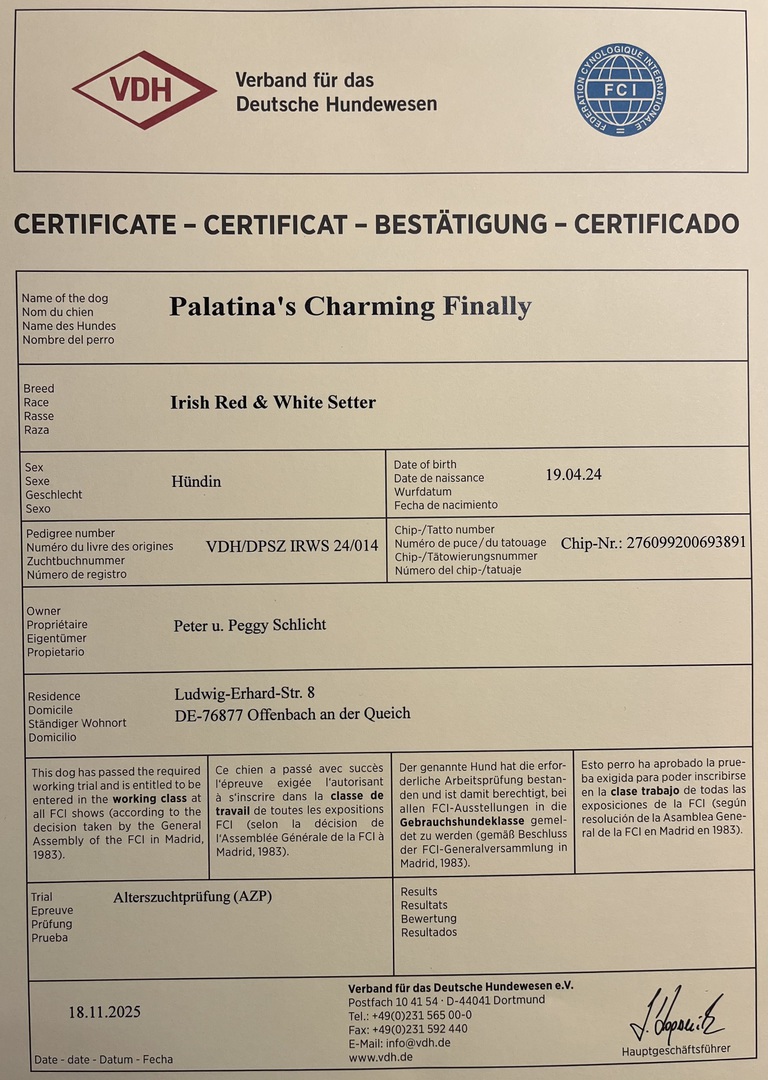 VDH
Verband für das
Deutsche Hundewesen
FEDERATION CYNOLOGIQUE INTERNATIONALE
FCI
CERTIFICATE – CERTIFICAT – BESTÄTIGUNG – CERTIFICADO
Name of the dog
Nom du chien
Name des Hundes
Nombre del perro
Palatina's Charming Finally
Breed
Race
Rasse
Raza
Irish Red & White Setter
Sex
Sexe
Geschlecht
Sexo
Hündin
Date of birth
Date de naissance
Wurfdatum
Fecha de nacimiento
19.04.24
Pedigree number
Numéro du livre des origines
Zuchtbuchnummer
Número de registro
VDH/DPSZ IRWS 24/014
Chip-/Tatto number
Numéro de puce/du tatouage
Chip-/Tätowierungsnummer
Número del chip-/tatuaje
Chip-Nr.: 276099200693891
Owner
Propriétaire
Eigentümer
Propietario
Peter u. Peggy Schlicht
Residence
Domicile
Ständiger Wohnort
Domicilio
Ludwig-Erhard-Str. 8
DE-76877 Offenbach an der Queich
This dog has passed the required
working trial and is entitled to be
entered in the working class at
all FCI shows (according to the
decision taken by the General
Assembly of the FCI in Madrid,
1983).
Ce chien a passé avec succès
l'épreuve exigée l'autorisant
à s'inscrire dans la classe de
travail de toutes les expositions
FCI (selon la décision de
l'Assemblée Générale de la FCI à
Madrid, 1983).
Der genannte Hund hat die erfor-
derliche Arbeitsprüfung bestan-
den und ist damit berechtigt, bei
allen FCI-Ausstellungen in die
Gebrauchshundeklasse gemel-
det zu werden (gemäß Beschluss
der FCI-Generalversammlung in
Madrid, 1983).
Esto perro ha aprobado la prue-
ba exigida para poder inscribirse
en la clase trabajo de todas las
exposiciones de la FCI (según
resolución de la Asamblea Gene-
ral de la FCI en Madrid en 1983).
Trial
Epreuve
Prüfung
Prueba
Alterszuchtprüfung (AZP)
Results
Resultats
Bewertung
Resultados
18.11.2025
Date - date - Datum - Fecha
Verband für das Deutsche Hundewesen e.V.
Postfach 10 41 54 · D-44041 Dortmund
Tel.: +49(0)231 565 00-0
Fax: +49(0)231 592 440
E-Mail: info@vdh.de
www.vdh.de
Hauptgeschäftsführer